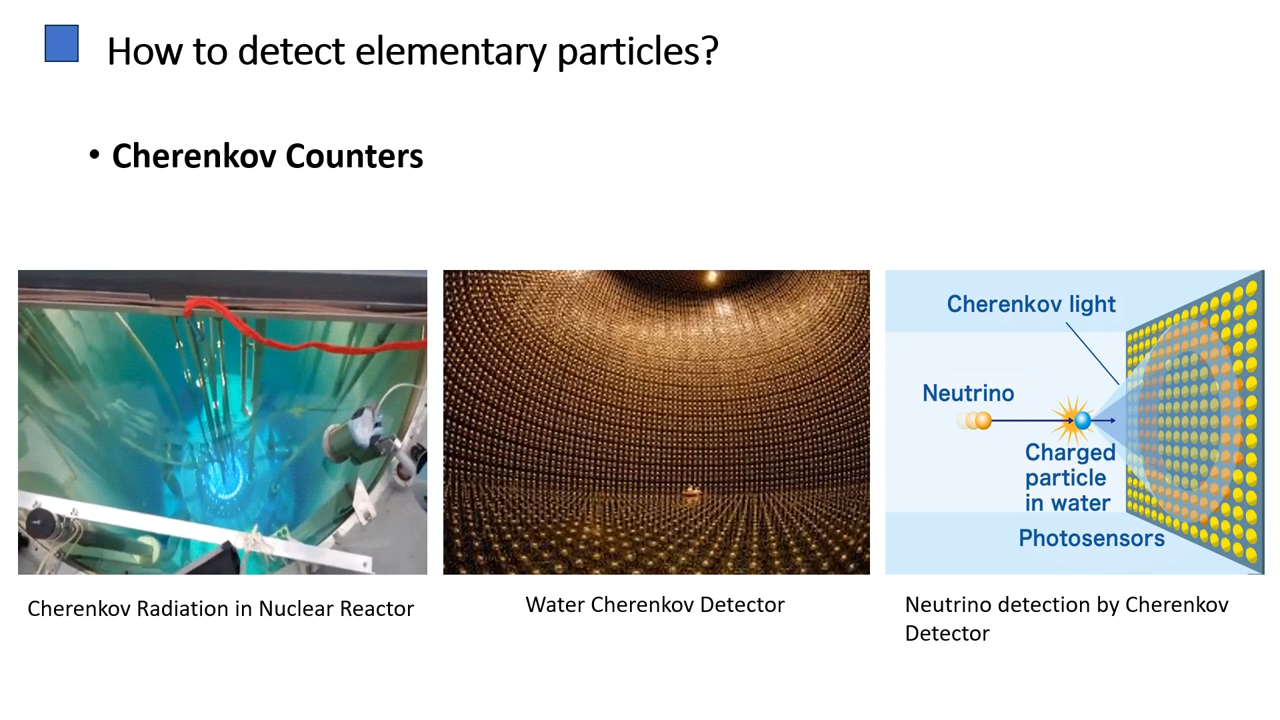 How to detect elementary particles?
• Cherenkov Counters
Cherenkov light
Neutrino
Charged
particle
in water
Photosensors
Cherenkov Radiation in Nuclear Reactor
Water Cherenkov Detector
Neutrino detection by Cherenkov
Detector